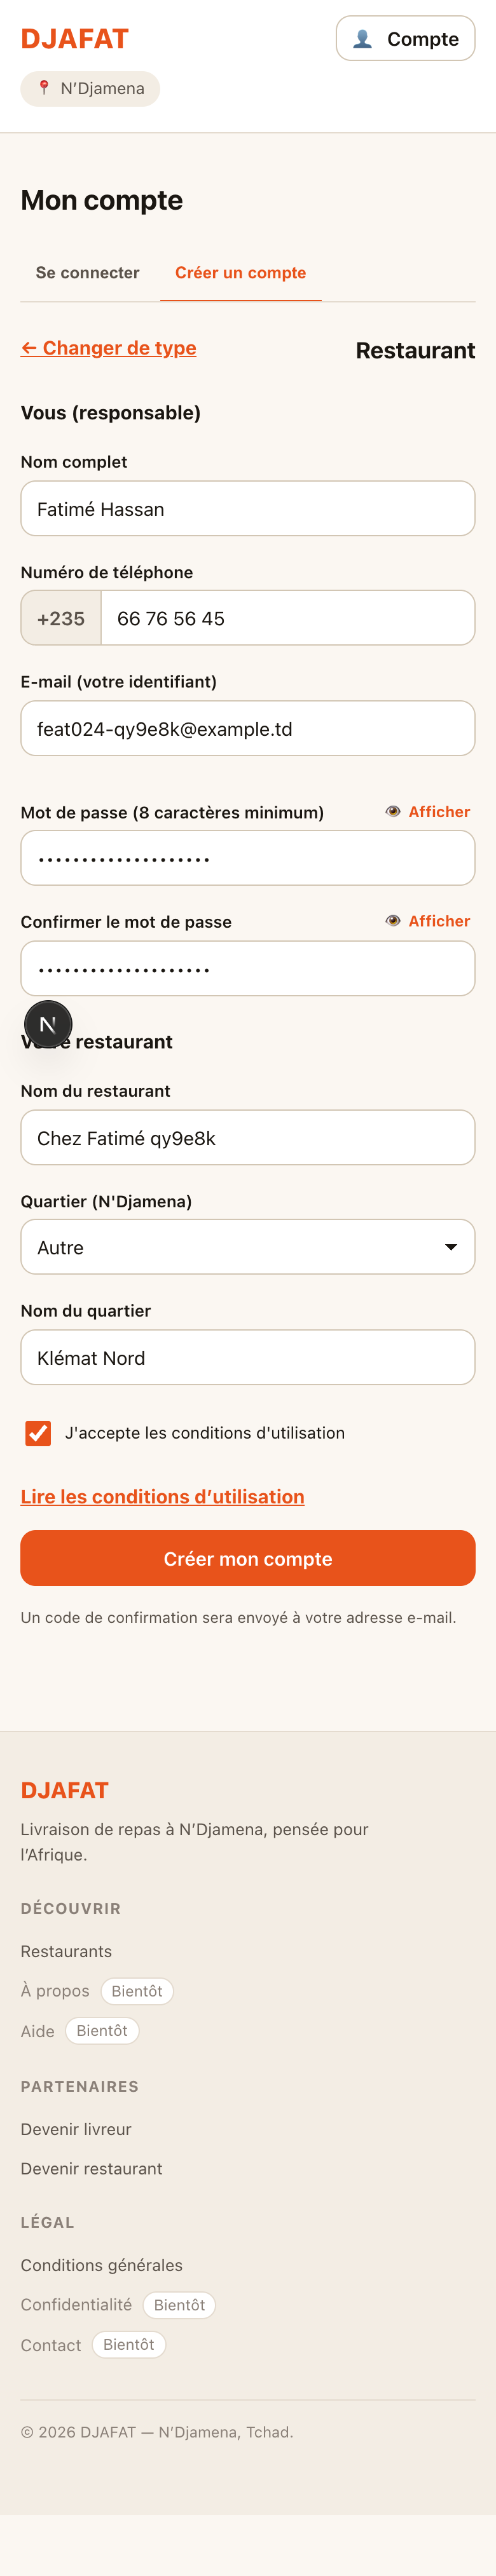 DJAFAT
Compte
N’Djamena
Mon compte
Se connecter
Créer un compte
← Changer de type
Restaurant
Vous (responsable)
Nom complet
Fatimé Hassan
Numéro de téléphone
+235
66 76 56 45
E-mail (votre identifiant)
feat024-qy9e8k@example.td
Mot de passe (8 caractères minimum)
Afficher
••••••••••••••••••••
Confirmer le mot de passe
Afficher
••••••••••••••••••••
N
restaurant
Nom du restaurant
Chez Fatimé qy9e8k
Quartier (N'Djamena)
Autre
Nom du quartier
Klémat Nord
J'accepte les conditions d'utilisation
Lire les conditions d’utilisation
Créer mon compte
Un code de confirmation sera envoyé à votre adresse e-mail.
DJAFAT
Livraison de repas à N’Djamena, pensée pour
l’Afrique.
DÉCOUVRIR
Restaurants
À propos Bientôt
Aide Bientôt
PARTENAIRES
Devenir livreur
Devenir restaurant
LÉGAL
Conditions générales
Confidentialité Bientôt
Contact Bientôt
© 2026 DJAFAT — N’Djamena, Tchad.